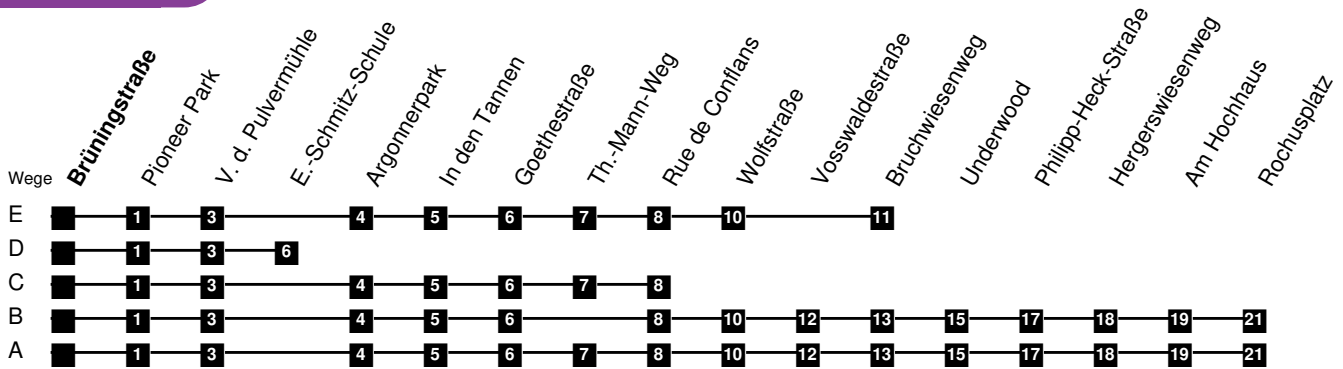 Wege
Brüningstraße
Pioneer Park
V. d. Pulvermühle
E.-Schmitz-Schule
Argonnerpark
In den Tannen
Goethestraße
Th.-Mann-Weg
Rue de Conflans
Wolfstraße
Vosswaldestraße
Bruchwiesenweg
Underwood
Philipp-Heck-Straße
Hergerswiesenweg
Am Hochhaus
Rochusplatz
E 1 3 4 5 6 7 8 10 11
D 1 3 6
C 1 3 4 5 6 7 8
B 1 3 4 5 6 8 10 12 13 15 17 18 19 21
A 1 3 4 5 6 7 8 10 12 13 15 17 18 19 21